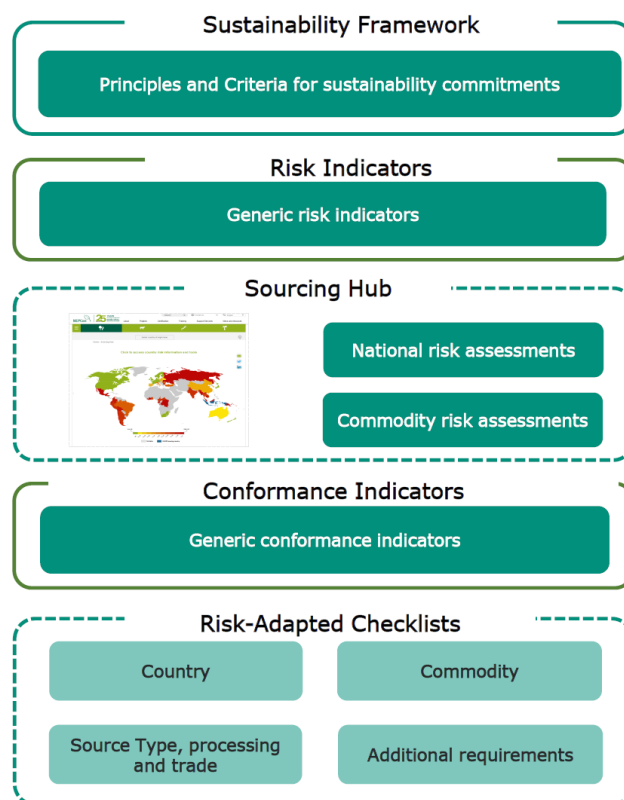 Sustainability Framework
Principles and Criteria for sustainability commitments
Risk Indicators
Generic risk indicators
Sourcing Hub
25
National risk assessments
Commodity risk assessments
Conformance Indicators
Generic conformance indicators
Risk-Adapted Checklists
Country
Commodity
Source Type, processing
and trade
Additional requirements